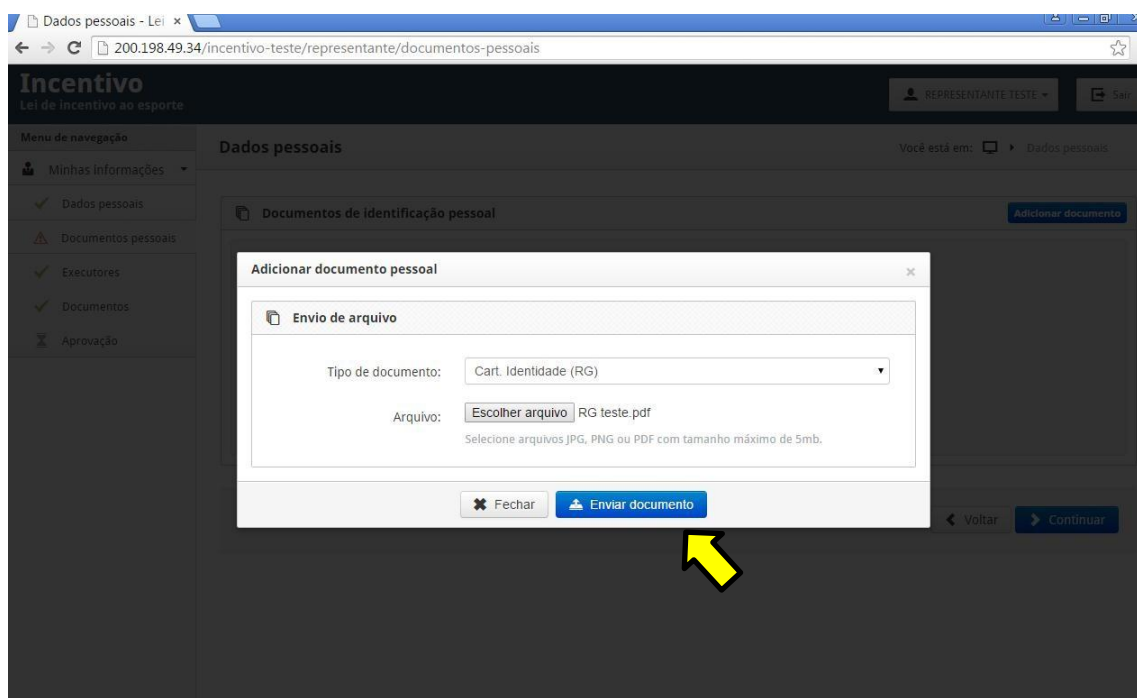 Dados pessoais - Lei
200.198.49.34/incentivo-teste/representante/documentos-pessoais
Incentivo
Lei de incentivo ao esporte
REPRESENTANTE TESTE
Sair
Menu de navegação
Minhas informações
Dados pessoais
Documentos pessoais
Executores
Documentos
Aprovação
Dados pessoais
Você está em:
Dados pessoais
Documentos de identificação pessoal
Adicionar documento
Adicionar documento pessoal
Envio de arquivo
Tipo de documento:
Cart. Identidade (RG)
Arquivo:
Escolher arquivo RG teste.pdf
Selecione arquivos JPG, PNG ou PDF com tamanho máximo de 5mb.
Fechar
Enviar documento
Voltar
Continuar